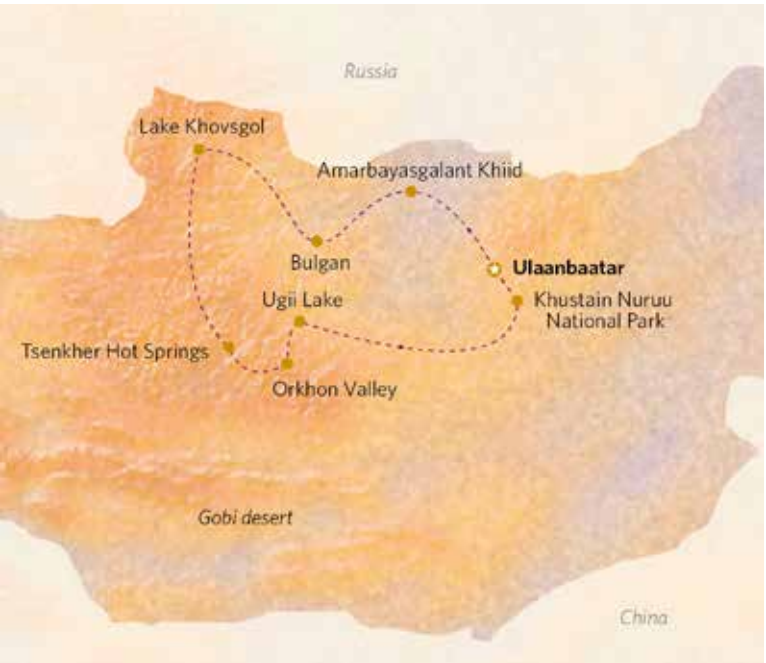 Russia
Lake Khovsgol
Amarbayasgalant Khiid
Bulgan
Ulaanbaatar
Ugii Lake
Khustain Nuruu
National Park
Tsenkher Hot Springs
Orkhon Valley
Gobi desert
China